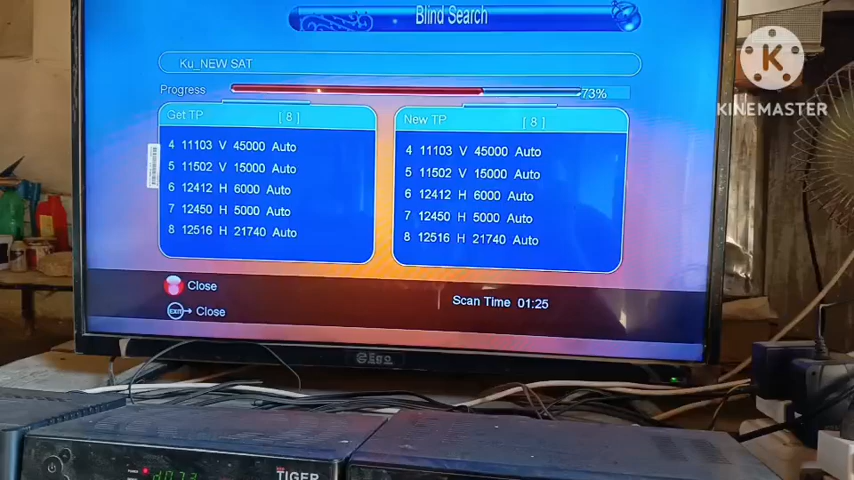 Blind Search
Ku_NEW SAT
Progress 73%
Get TP [ 8 ]
4 11103 V 45000 Auto
5 11502 V 15000 Auto
6 12412 H 6000 Auto
7 12450 H 5000 Auto
8 12516 H 21740 Auto
New TP [ 8 ]
4 11103 V 45000 Auto
5 11502 V 15000 Auto
6 12412 H 6000 Auto
7 12450 H 5000 Auto
8 12516 H 21740 Auto
Close
EXIT Close
Scan Time 01:25
K
KINEMASTER
Ego
TIGER